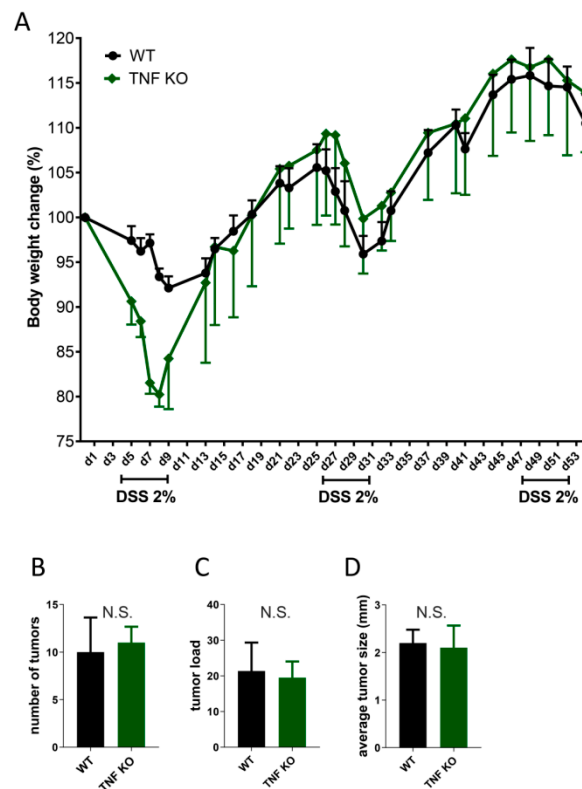 A
WT
TNF KO
Body weight change (%)
120
115
110
105
100
95
90
85
80
75
d1 d3 d5 d7 d9 d11 d13 d15 d17 d19 d21 d23 d25 d27 d29 d31 d33 d35 d37 d39 d41 d43 d45 d47 d49 d51 d53
DSS 2% DSS 2% DSS 2%
B
N.S.
number of tumors
15
10
5
0
WT TNF KO
C
N.S.
tumor load
40
30
20
10
0
WT TNF KO
D
N.S.
average tumor size (mm)
3
2
1
0
WT TNF KO